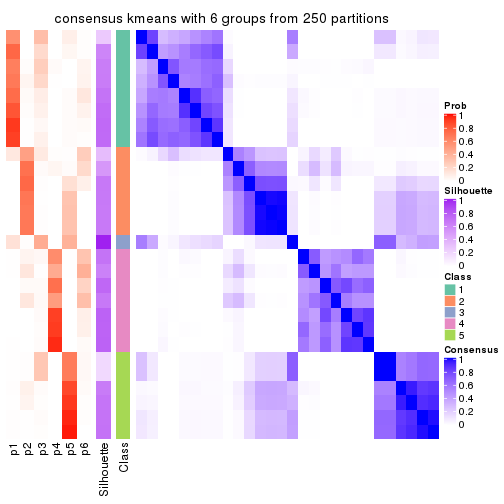 consensus kmeans with 6 groups from 250 partitions
Prob
1
0.8
0.6
0.4
0.2
0
Silhouette
1
0.8
0.6
0.4
0.2
0
Class
1
2
3
4
5
Consensus
1
0.8
0.6
0.4
0.2
0
p1
p2
p3
p4
p5
p6
Silhouette
Class